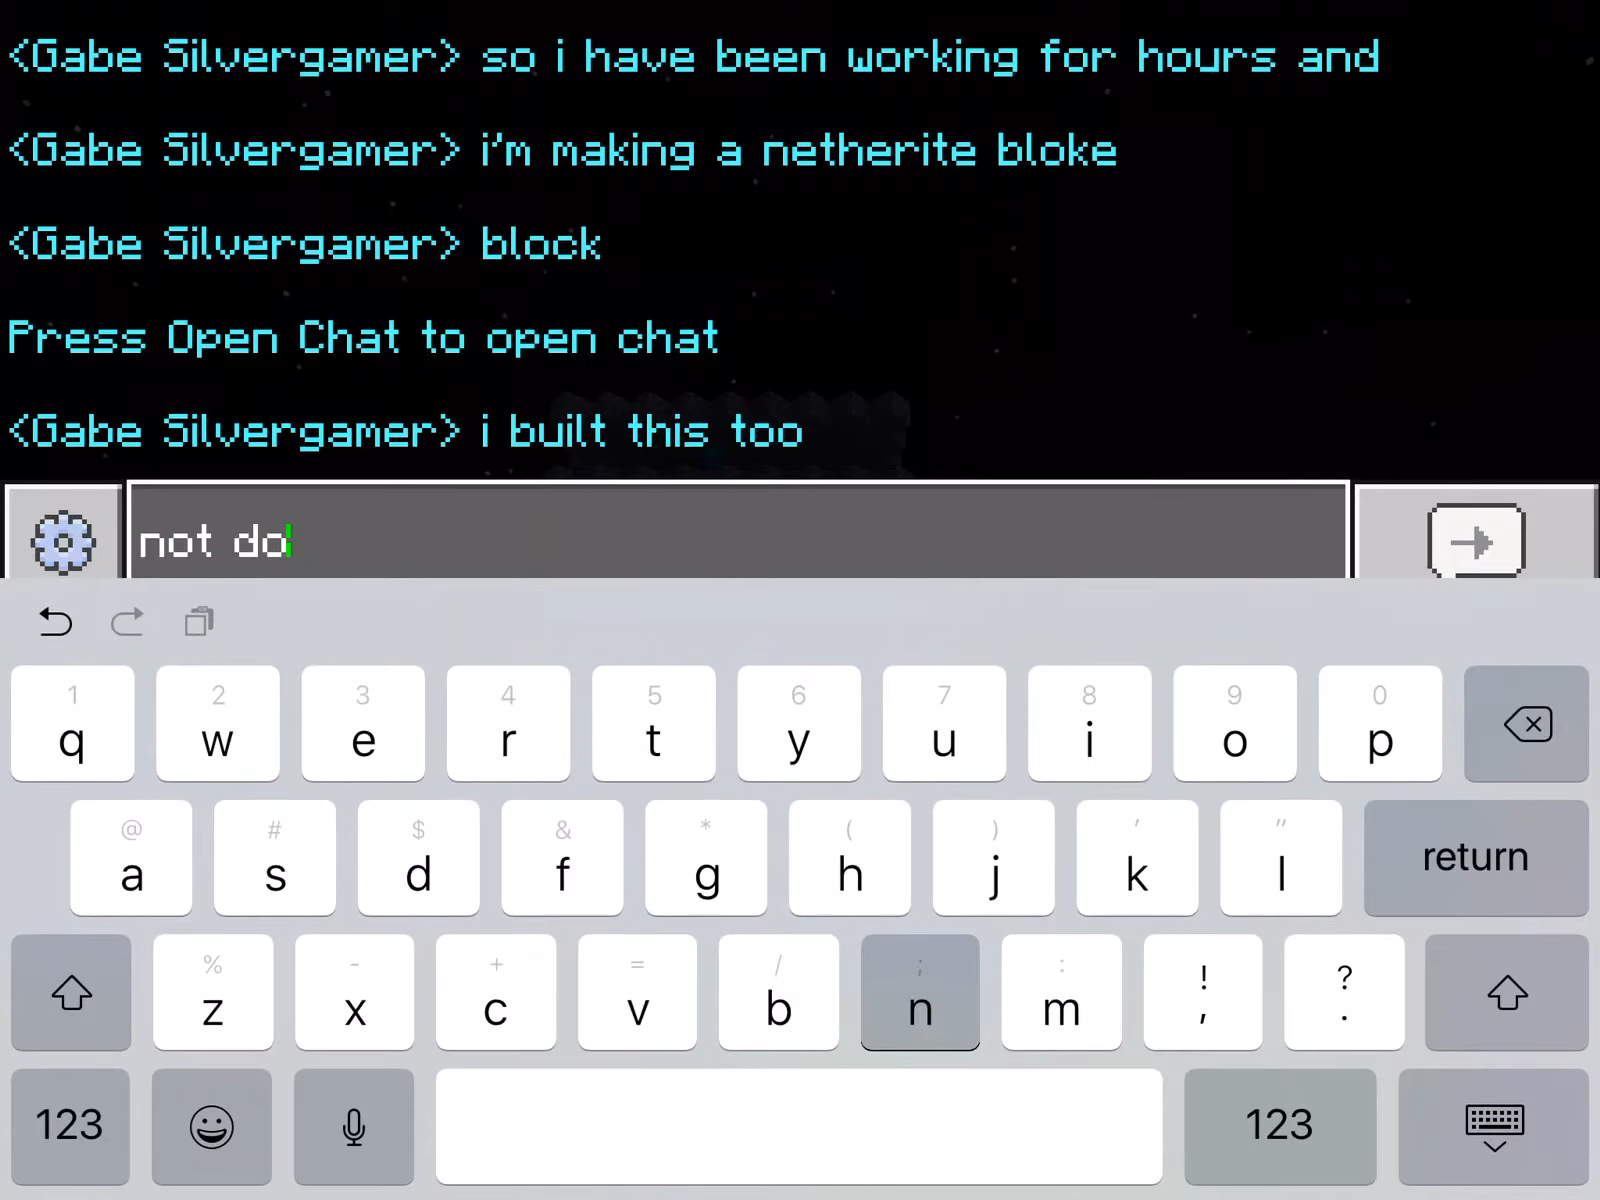 <Gabe Silvergamer> so i have been working for hours and
<Gabe Silvergamer> i'm making a netherite bloke
<Gabe Silvergamer> block
Press Open Chat to open chat
<Gabe Silvergamer> i built this too
not do
1 2 3 4 5 6 7 8 9 0
q w e r t y u i o p
@ # $ & * ( ) ' "
a s d f g h j k l return
% - + = / ; : ! ?
z x c v b n m , .
123 123